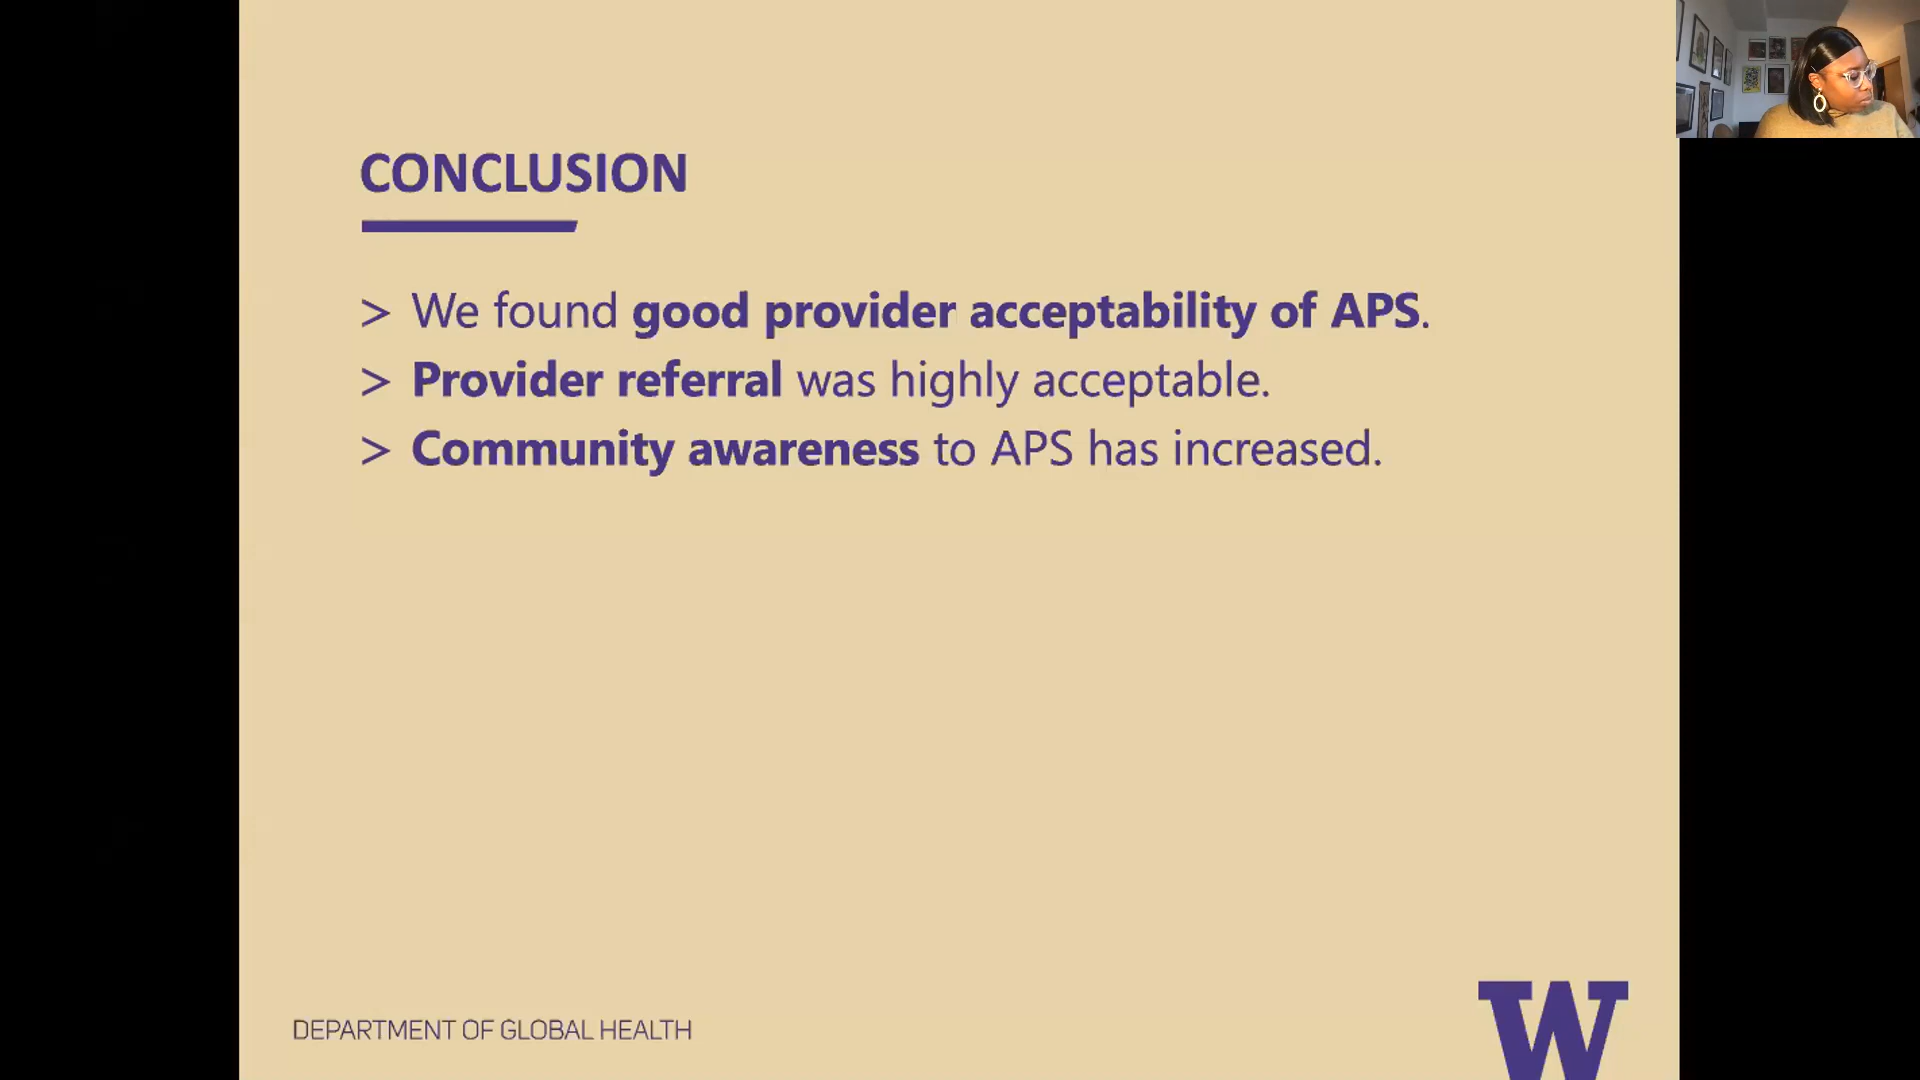 CONCLUSION
> We found good provider acceptability of APS.
> Provider referral was highly acceptable.
> Community awareness to APS has increased.
DEPARTMENT OF GLOBAL HEALTH
W